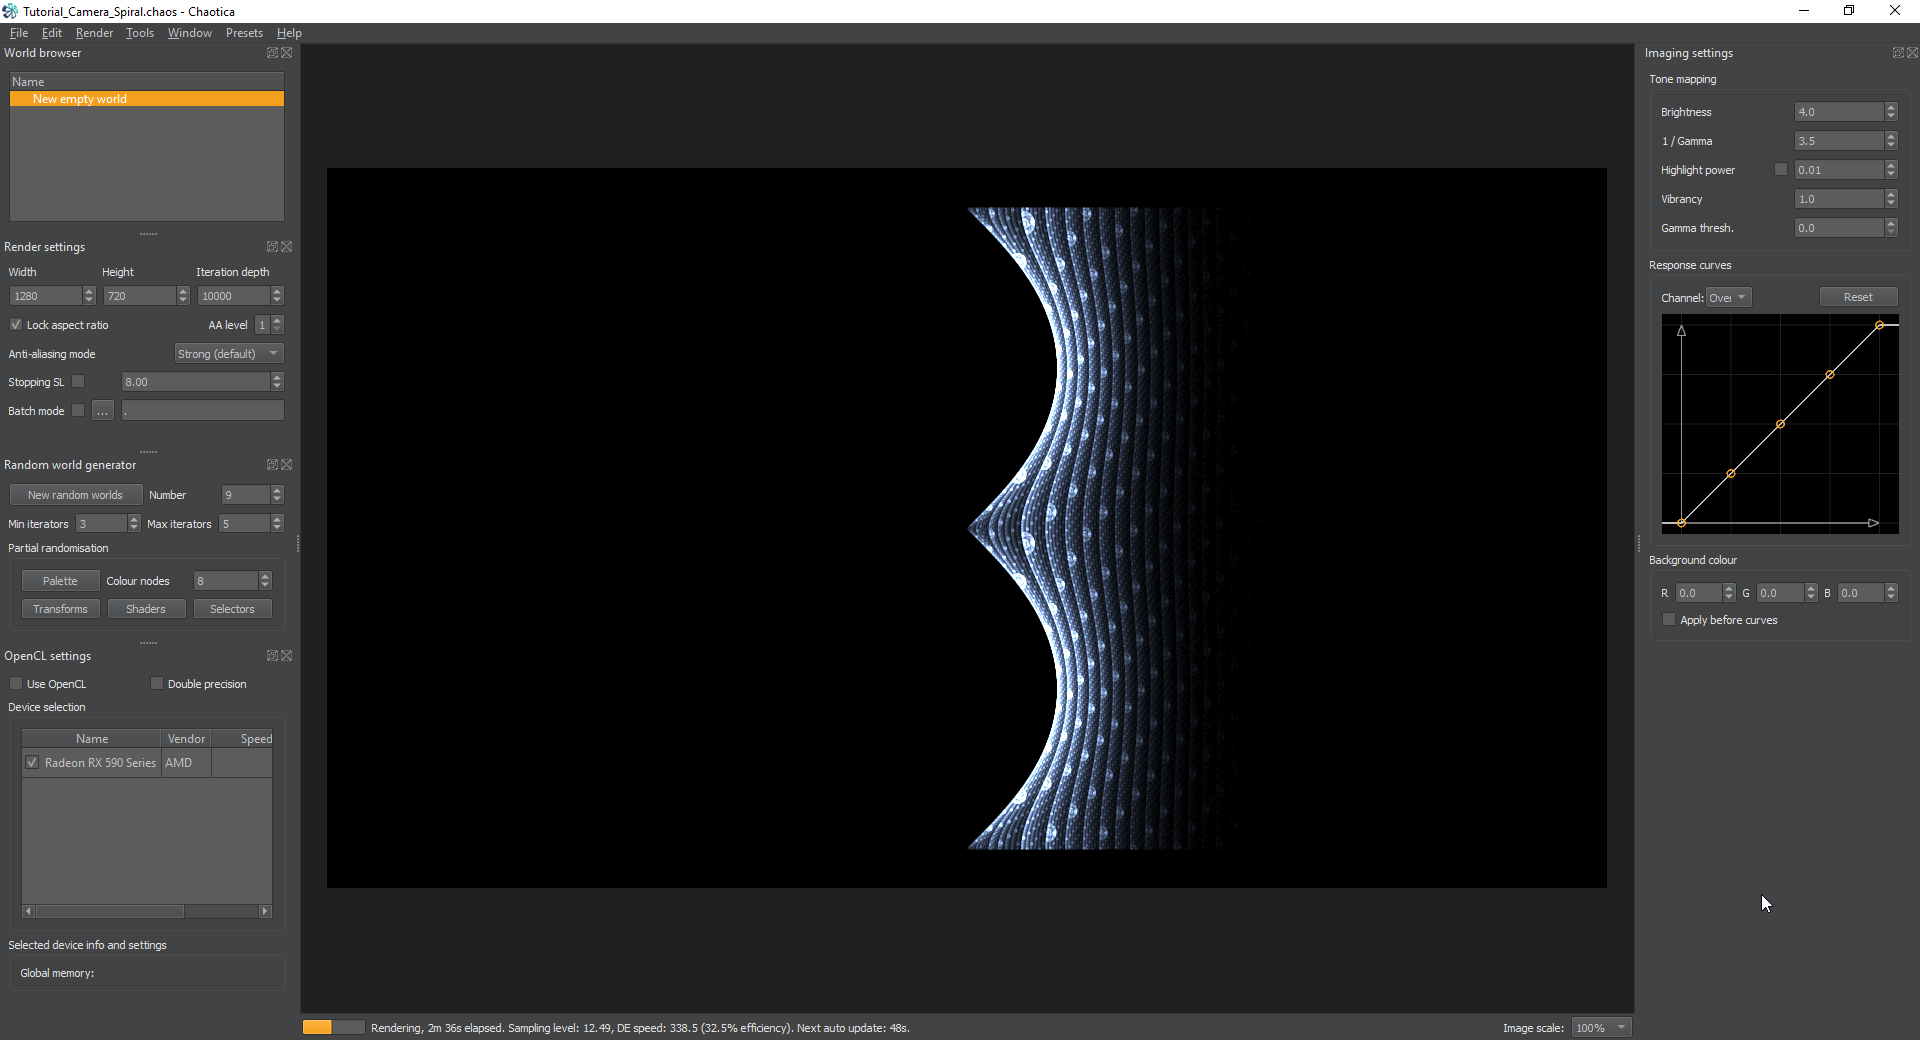 Tutorial_Camera_Spiral.chaos - Chaotica
File Edit Render Tools Window Presets Help
World browser
Name
New empty world
Render settings
Width Height Iteration depth
1280 720 10000
Lock aspect ratio AA level 1
Anti-aliasing mode Strong (default)
Stopping SL 8.00
Batch mode ... .
Random world generator
New random worlds Number 9
Min iterators 3 Max iterators 5
Partial randomisation
Palette Colour nodes 8
Transforms Shaders Selectors
OpenCL settings
Use OpenCL Double precision
Device selection
Name Vendor Speed
Radeon RX 590 Series AMD
Selected device info and settings
Global memory:
Rendering, 2m 36s elapsed. Sampling level: 12.49, DE speed: 338.5 (32.5% efficiency). Next auto update: 48s.
Image scale: 100%
Imaging settings
Tone mapping
Brightness 4.0
1 / Gamma 3.5
Highlight power 0.01
Vibrancy 1.0
Gamma thresh. 0.0
Response curves
Channel: Over Reset
Background colour
R 0.0 G 0.0 B 0.0
Apply before curves